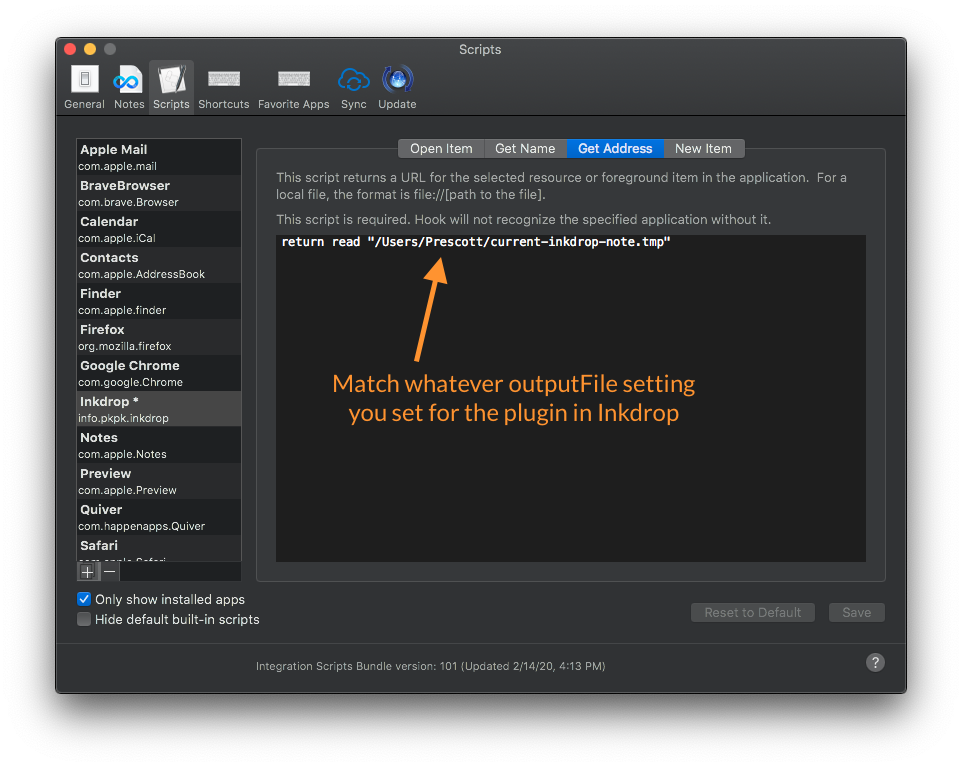 Scripts
General Notes Scripts Shortcuts Favorite Apps Sync Update
Apple Mail
com.apple.mail
BraveBrowser
com.brave.Browser
Calendar
com.apple.iCal
Contacts
com.apple.AddressBook
Finder
com.apple.finder
Firefox
org.mozilla.firefox
Google Chrome
com.google.Chrome
Inkdrop *
info.pkpk.inkdrop
Notes
com.apple.Notes
Preview
com.apple.Preview
Quiver
com.happenapps.Quiver
Safari
com.apple.Safari
+ −
Only show installed apps
Hide default built-in scripts
Open Item Get Name Get Address New Item
This script returns a URL for the selected resource or foreground item in the application. For a
local file, the format is file://[path to the file].
This script is required. Hook will not recognize the specified application without it.
return read "/Users/Prescott/current-inkdrop-note.tmp"
Match whatever outputFile setting
you set for the plugin in Inkdrop
Reset to Default Save
Integration Scripts Bundle version: 101 (Updated 2/14/20, 4:13 PM)
?